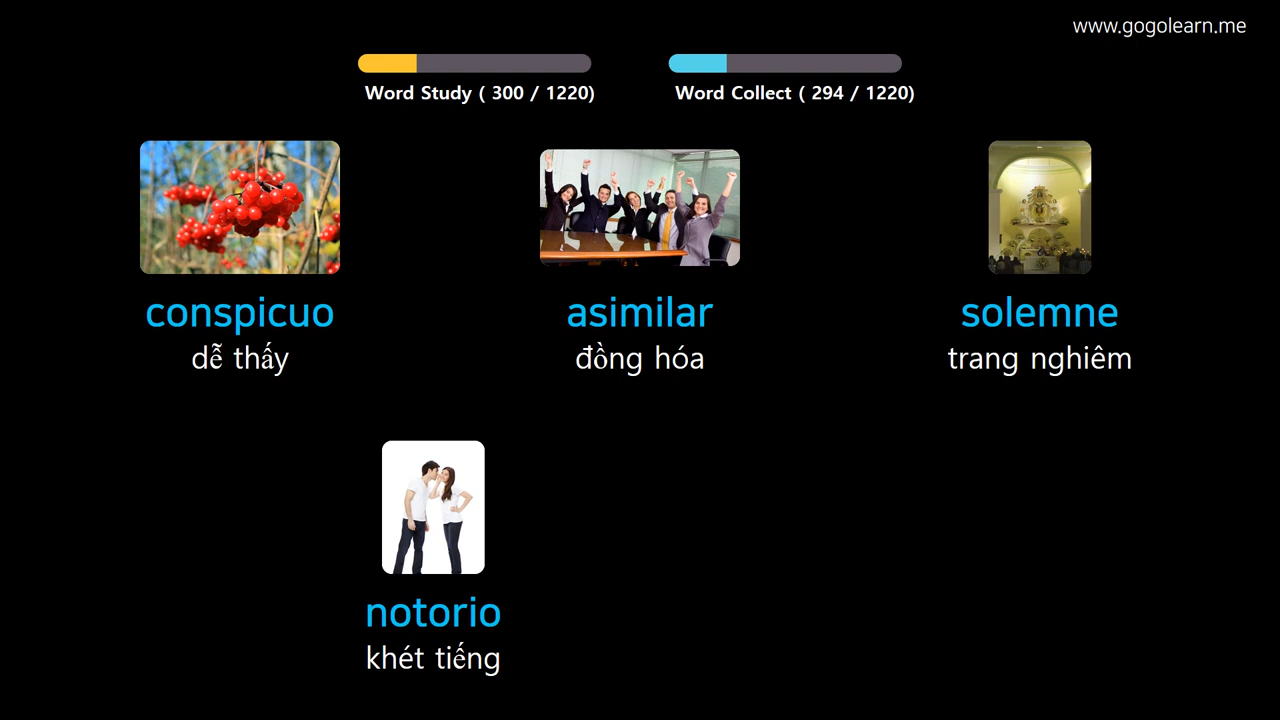 www.gogolearn.me
Word Study ( 300 / 1220)
Word Collect ( 294 / 1220)
conspicuo
dễ thấy
asimilar
đồng hóa
solemne
trang nghiêm
notorio
khét tiếng